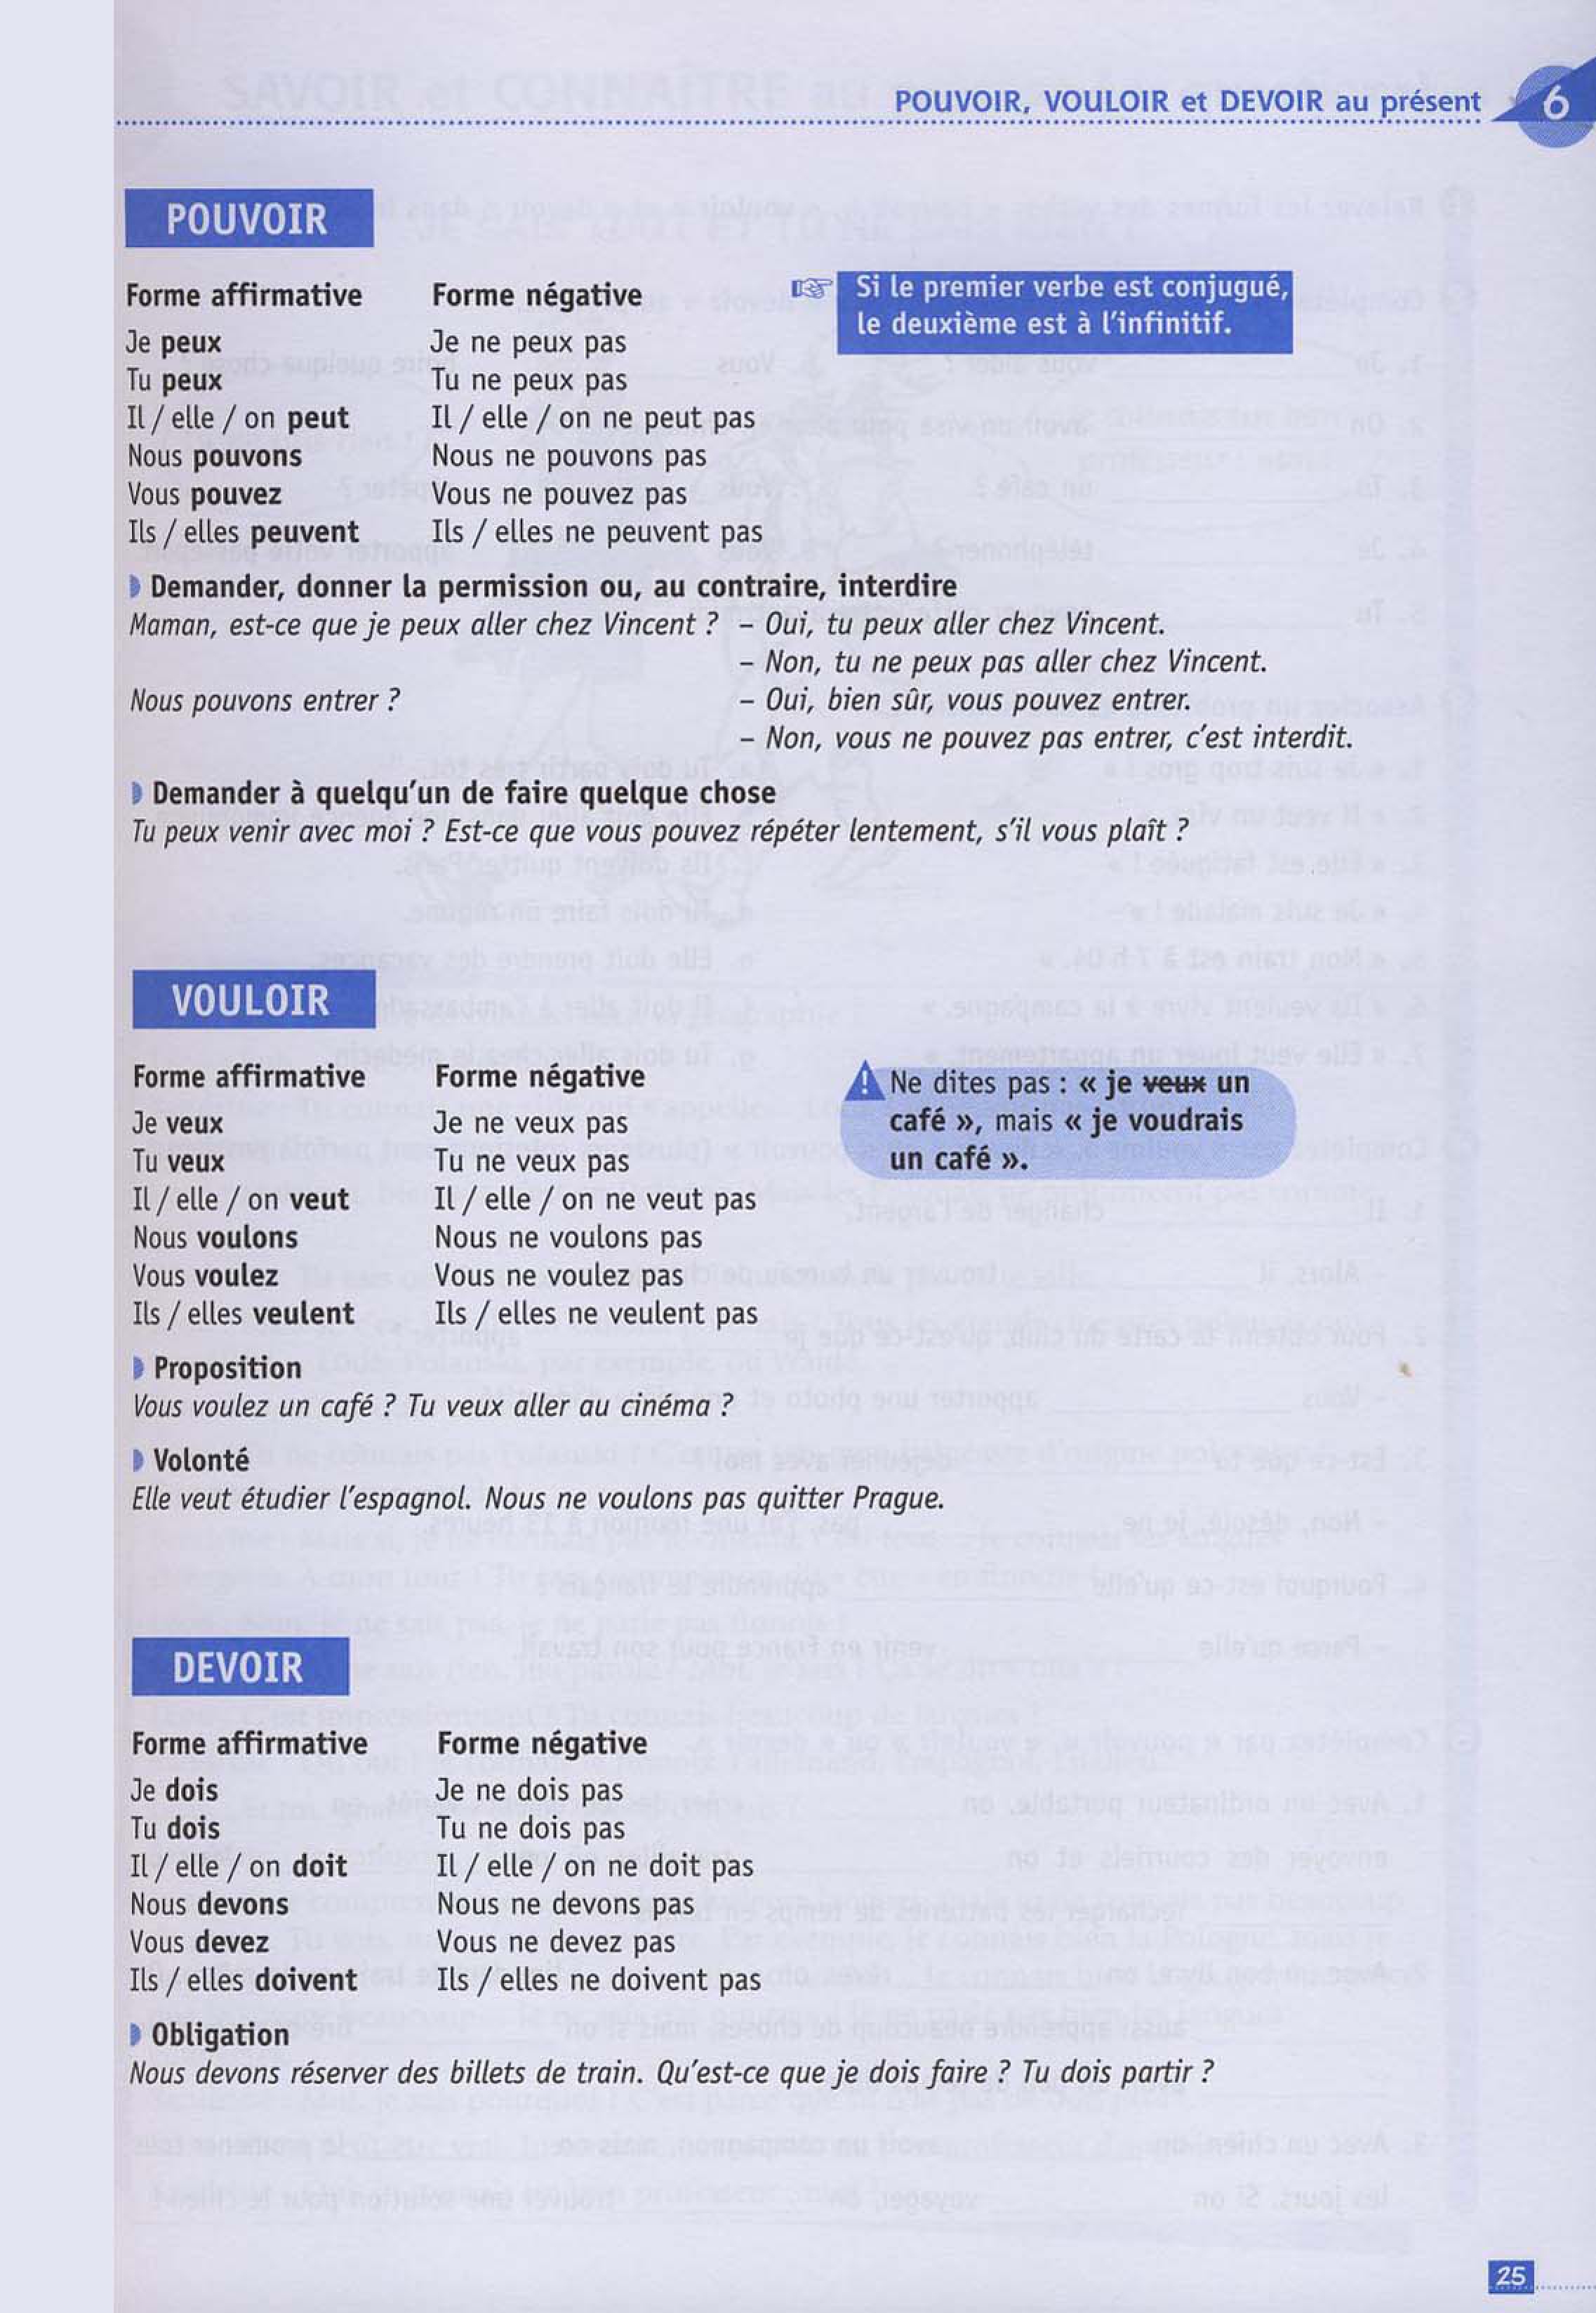 POUVOIR, VOULOIR et DEVOIR au présent
6
POUVOIR
Forme affirmative Forme négative
Je peux Je ne peux pas
Tu peux Tu ne peux pas
Il / elle / on peut Il / elle / on ne peut pas
Nous pouvons Nous ne pouvons pas
Vous pouvez Vous ne pouvez pas
Ils / elles peuvent Ils / elles ne peuvent pas
Si le premier verbe est conjugué,
le deuxième est à l'infinitif.
Demander, donner la permission ou, au contraire, interdire
Maman, est-ce que je peux aller chez Vincent ? – Oui, tu peux aller chez Vincent.
– Non, tu ne peux pas aller chez Vincent.
Nous pouvons entrer ? – Oui, bien sûr, vous pouvez entrer.
– Non, vous ne pouvez pas entrer, c'est interdit.
Demander à quelqu'un de faire quelque chose
Tu peux venir avec moi ? Est-ce que vous pouvez répéter lentement, s'il vous plaît ?
VOULOIR
Forme affirmative Forme négative
Je veux Je ne veux pas
Tu veux Tu ne veux pas
Il / elle / on veut Il / elle / on ne veut pas
Nous voulons Nous ne voulons pas
Vous voulez Vous ne voulez pas
Ils / elles veulent Ils / elles ne veulent pas
Ne dites pas : « je veux un
café », mais « je voudrais
un café ».
Proposition
Vous voulez un café ? Tu veux aller au cinéma ?
Volonté
Elle veut étudier l'espagnol. Nous ne voulons pas quitter Prague.
DEVOIR
Forme affirmative Forme négative
Je dois Je ne dois pas
Tu dois Tu ne dois pas
Il / elle / on doit Il / elle / on ne doit pas
Nous devons Nous ne devons pas
Vous devez Vous ne devez pas
Ils / elles doivent Ils / elles ne doivent pas
Obligation
Nous devons réserver des billets de train. Qu'est-ce que je dois faire ? Tu dois partir ?
25